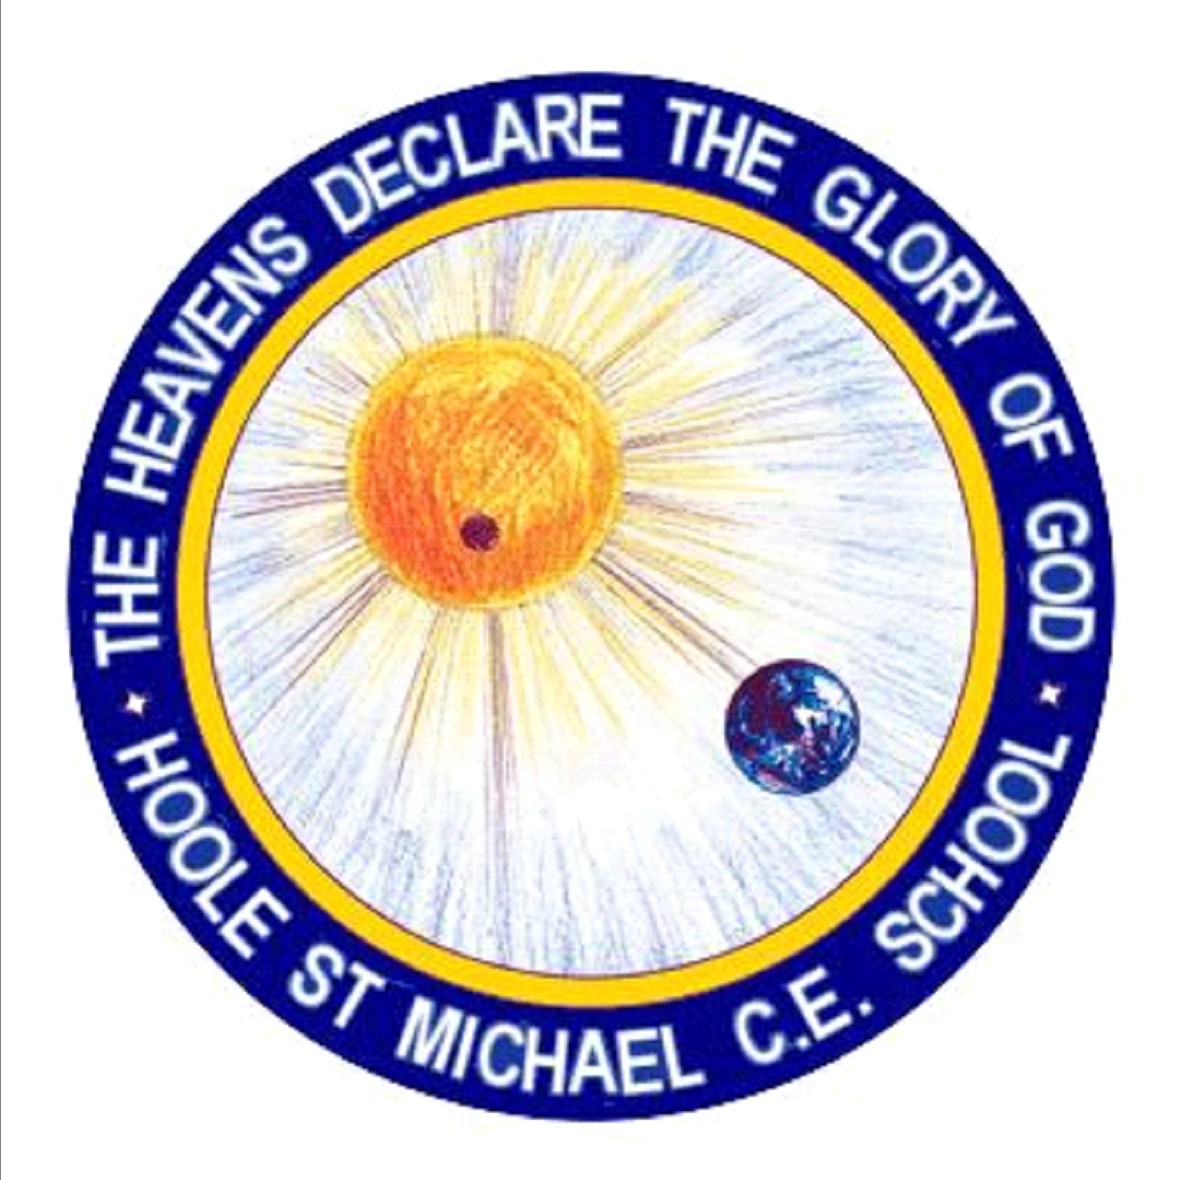 THE HEAVENS DECLARE THE GLORY OF GOD
HOOLE ST MICHAEL C.E. SCHOOL